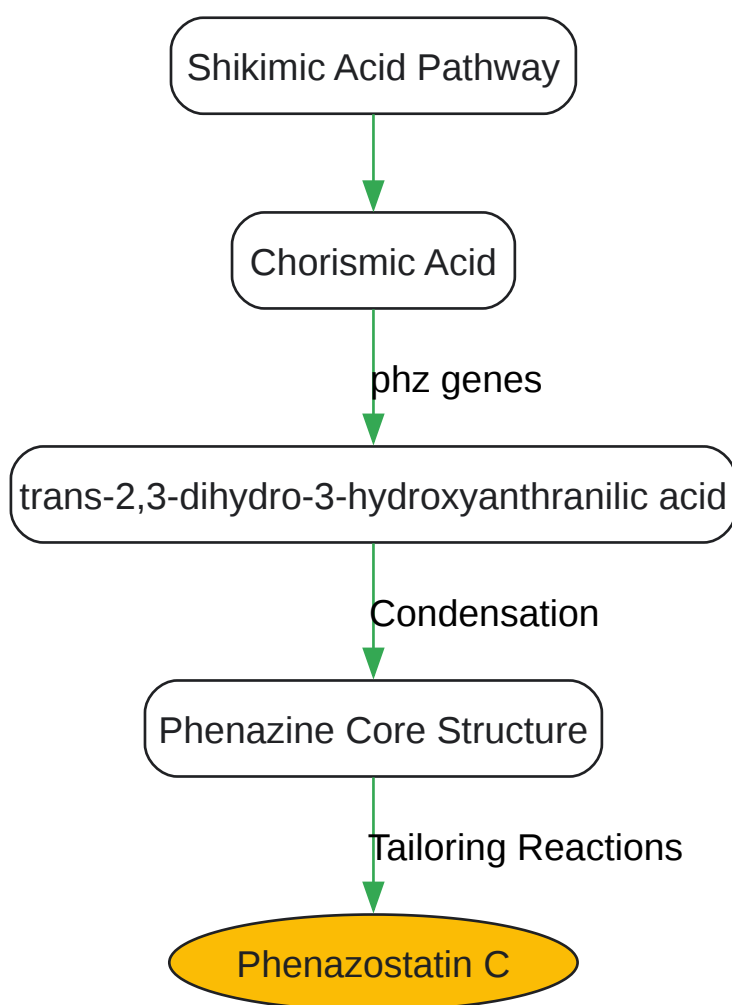 Shikimic Acid Pathway
Chorismic Acid
phz genes
trans-2,3-dihydro-3-hydroxyanthranilic acid
Condensation
Phenazine Core Structure
Tailoring Reactions
Phenazostatin C